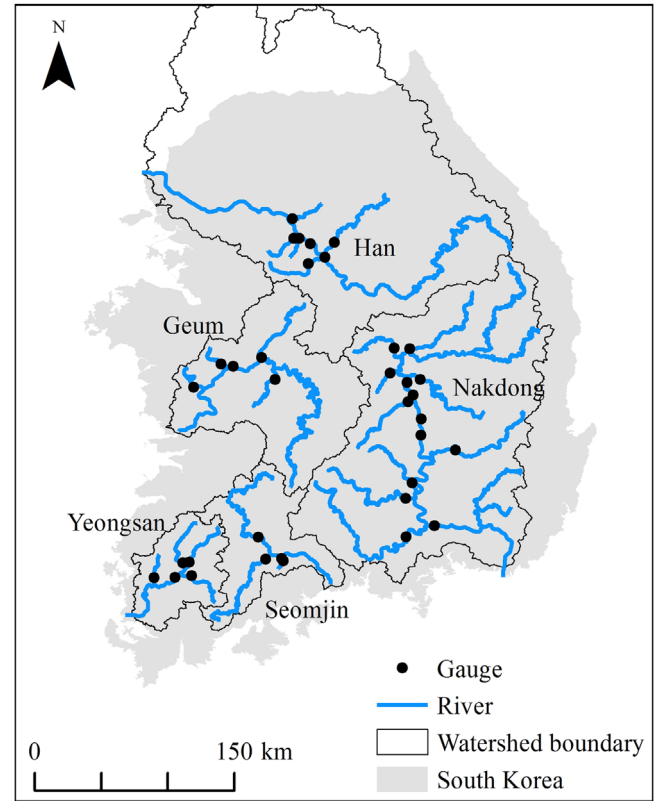 N
Han
Geum
Nakdong
Yeongsan
Seomjin
Gauge
River
Watershed boundary
South Korea
0 150 km